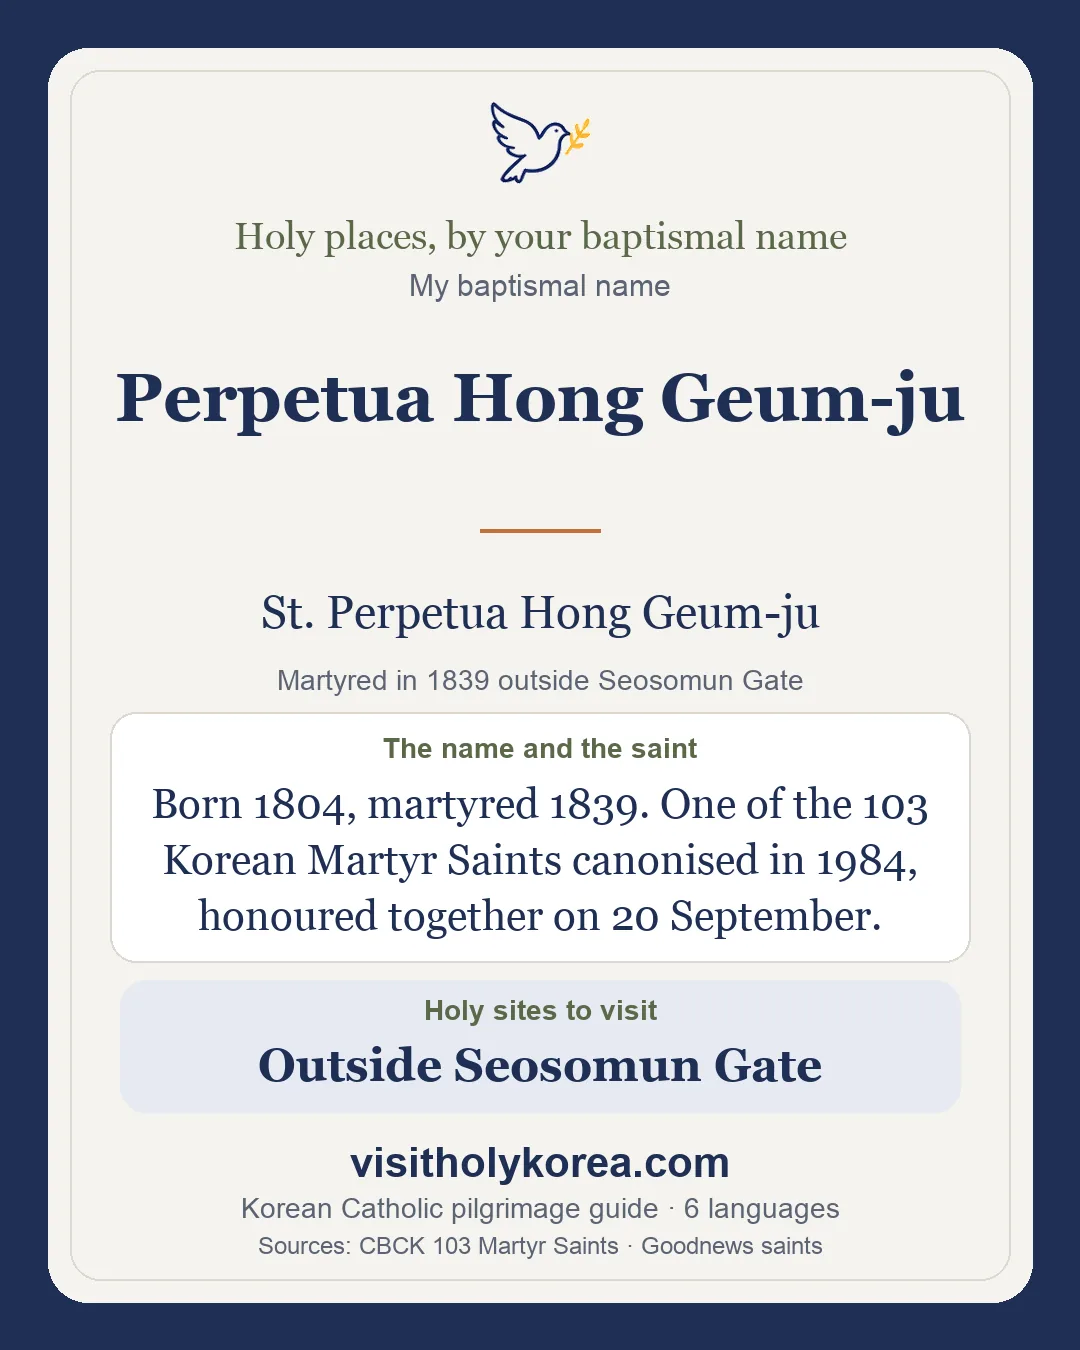 Holy places, by your baptismal name
My baptismal name
Perpetua Hong Geum-ju
St. Perpetua Hong Geum-ju
Martyred in 1839 outside Seosomun Gate
The name and the saint
Born 1804, martyred 1839. One of the 103
Korean Martyr Saints canonised in 1984,
honoured together on 20 September.
Holy sites to visit
Outside Seosomun Gate
visitholykorea.com
Korean Catholic pilgrimage guide · 6 languages
Sources: CBCK 103 Martyr Saints · Goodnews saints